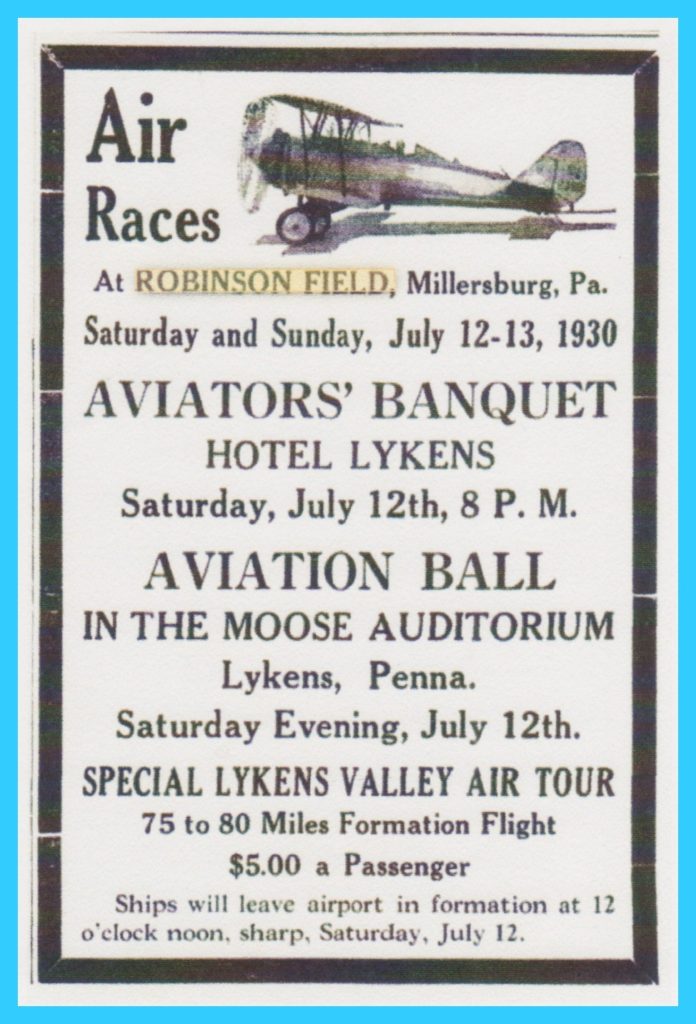 Air
Races
At ROBINSON FIELD, Millersburg, Pa.
Saturday and Sunday, July 12-13, 1930
AVIATORS' BANQUET
HOTEL LYKENS
Saturday, July 12th, 8 P. M.
AVIATION BALL
IN THE MOOSE AUDITORIUM
Lykens, Penna.
Saturday Evening, July 12th.
SPECIAL LYKENS VALLEY AIR TOUR
75 to 80 Miles Formation Flight
$5.00 a Passenger
Ships will leave airport in formation at 12
o'clock noon, sharp, Saturday, July 12.